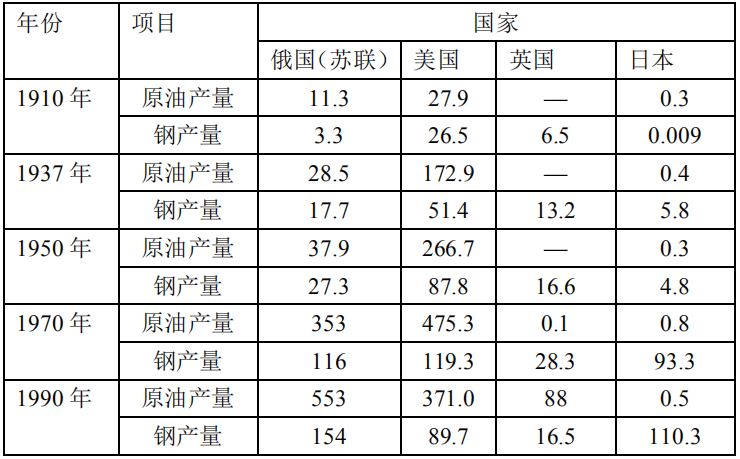 年份 项目 国家
俄国（苏联） 美国 英国 日本
1910 年 原油产量 11.3 27.9 — 0.3
钢产量 3.3 26.5 6.5 0.009
1937 年 原油产量 28.5 172.9 — 0.4
钢产量 17.7 51.4 13.2 5.8
1950 年 原油产量 37.9 266.7 — 0.3
钢产量 27.3 87.8 16.6 4.8
1970 年 原油产量 353 475.3 0.1 0.8
钢产量 116 119.3 28.3 93.3
1990 年 原油产量 553 371.0 88 0.5
钢产量 154 89.7 16.5 110.3